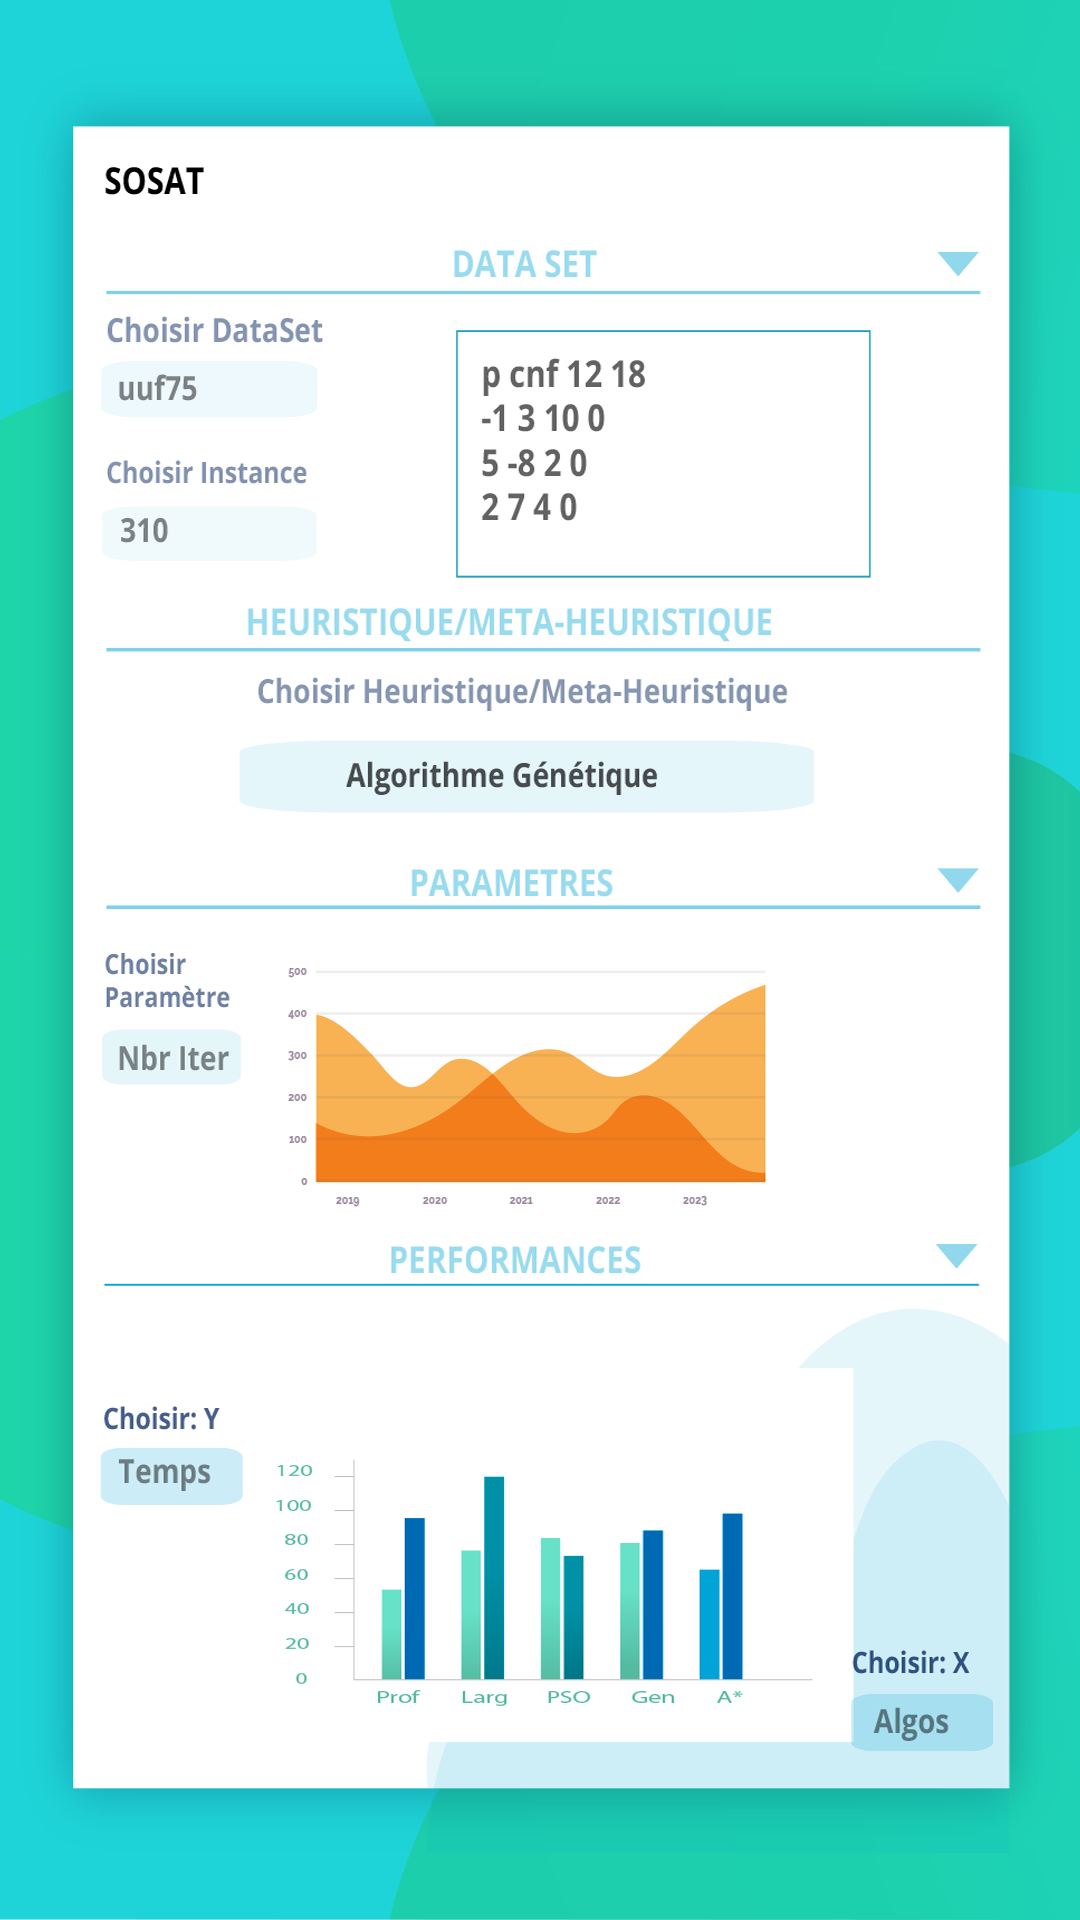 SOSAT
DATA SET
Choisir DataSet
uuf75
Choisir Instance
310
p cnf 12 18
-1 3 10 0
5 -8 2 0
2 7 4 0
HEURISTIQUE/META-HEURISTIQUE
Choisir Heuristique/Meta-Heuristique
Algorithme Génétique
PARAMETRES
Choisir
Paramètre
Nbr Iter
500
400
300
200
100
0
2019 2020 2021 2022 2023
PERFORMANCES
Choisir: Y
Temps
120
100
80
60
40
20
0
Prof Larg PSO Gen A*
Choisir: X
Algos